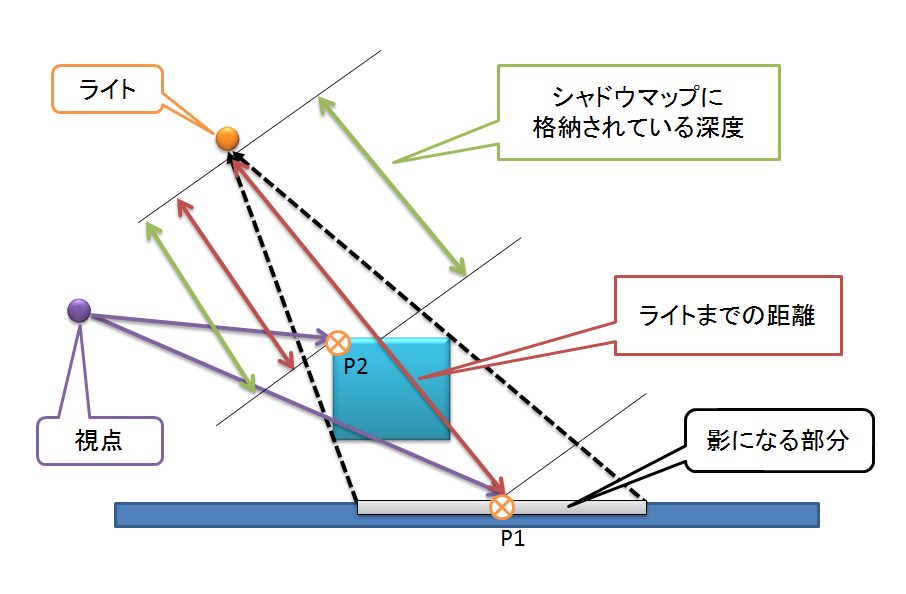 ライト
シャドウマップに
格納されている深度
ライトまでの距離
P2
視点
影になる部分
P1